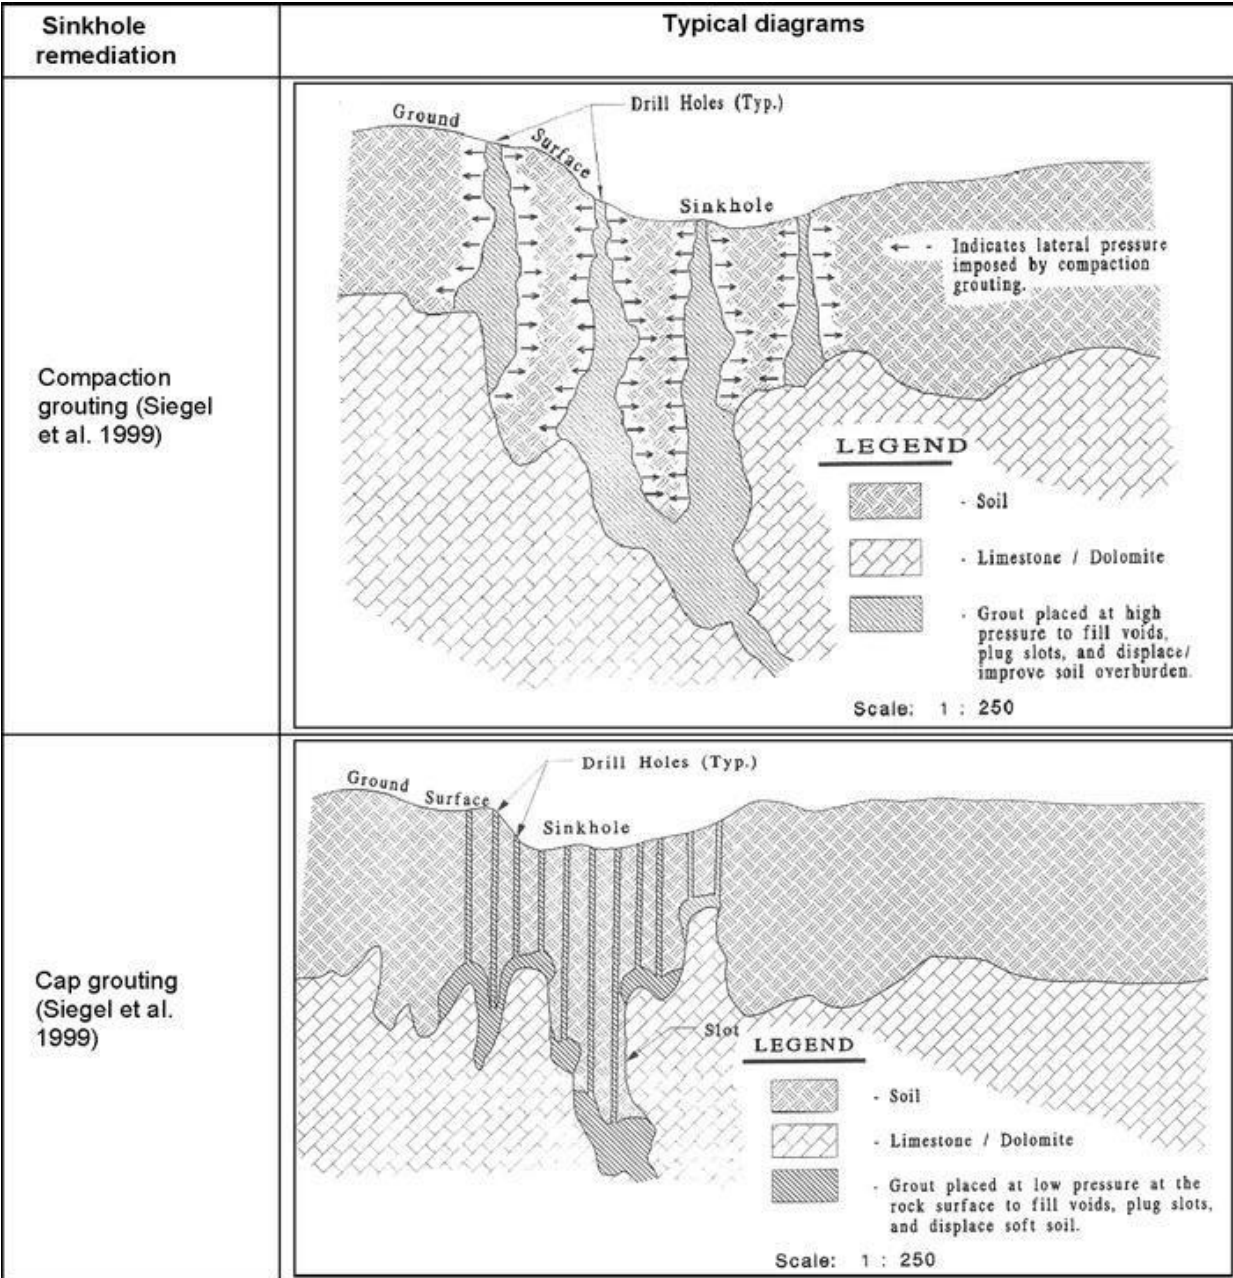 Sinkhole
remediation
Typical diagrams
Compaction
grouting (Siegel
et al. 1999)
Drill Holes (Typ.)
Ground
Surface
Sinkhole
← - Indicates lateral pressure
imposed by compaction
grouting.
LEGEND
- Soil
- Limestone / Dolomite
- Grout placed at high
pressure to fill voids,
plug slots, and displace/
improve soil overburden.
Scale: 1 : 250
Cap grouting
(Siegel et al.
1999)
Drill Holes (Typ.)
Ground
Surface
Sinkhole
Slot
LEGEND
- Soil
- Limestone / Dolomite
- Grout placed at low pressure at the
rock surface to fill voids, plug slots,
and displace soft soil.
Scale: 1 : 250